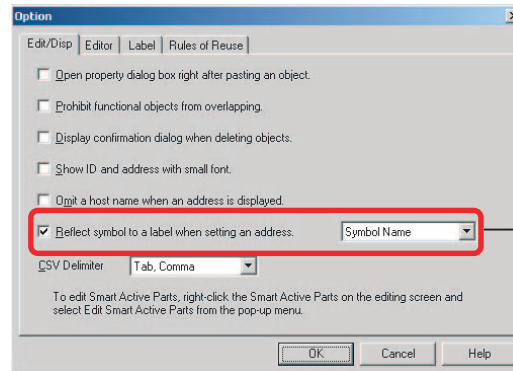 Option
Edit/Disp Editor Label Rules of Reuse
Open property dialog box right after pasting an object.
Prohibit functional objects from overlapping.
Display confirmation dialog when deleting objects.
Show ID and address with small font.
Omit a host name when an address is displayed.
Reflect symbol to a label when setting an address. Symbol Name
CSV Delimiter Tab, Comma
To edit Smart Active Parts, right-click the Smart Active Parts on the editing screen and
select Edit Smart Active Parts from the pop-up menu.
OK Cancel Help